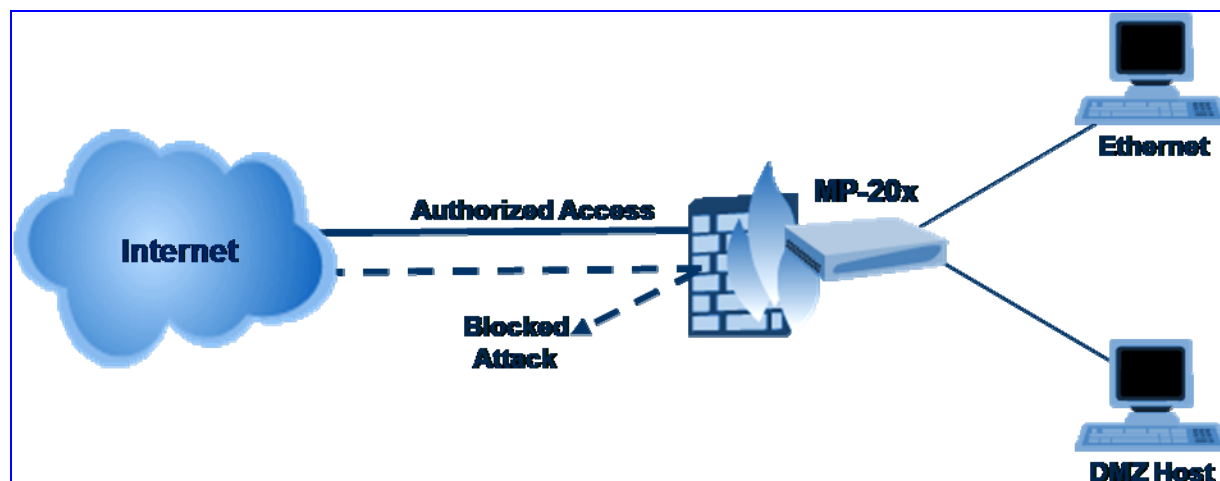 Ethernet
MP-20x
Authorized Access
Internet
Blocked
Attack
DMZ Host